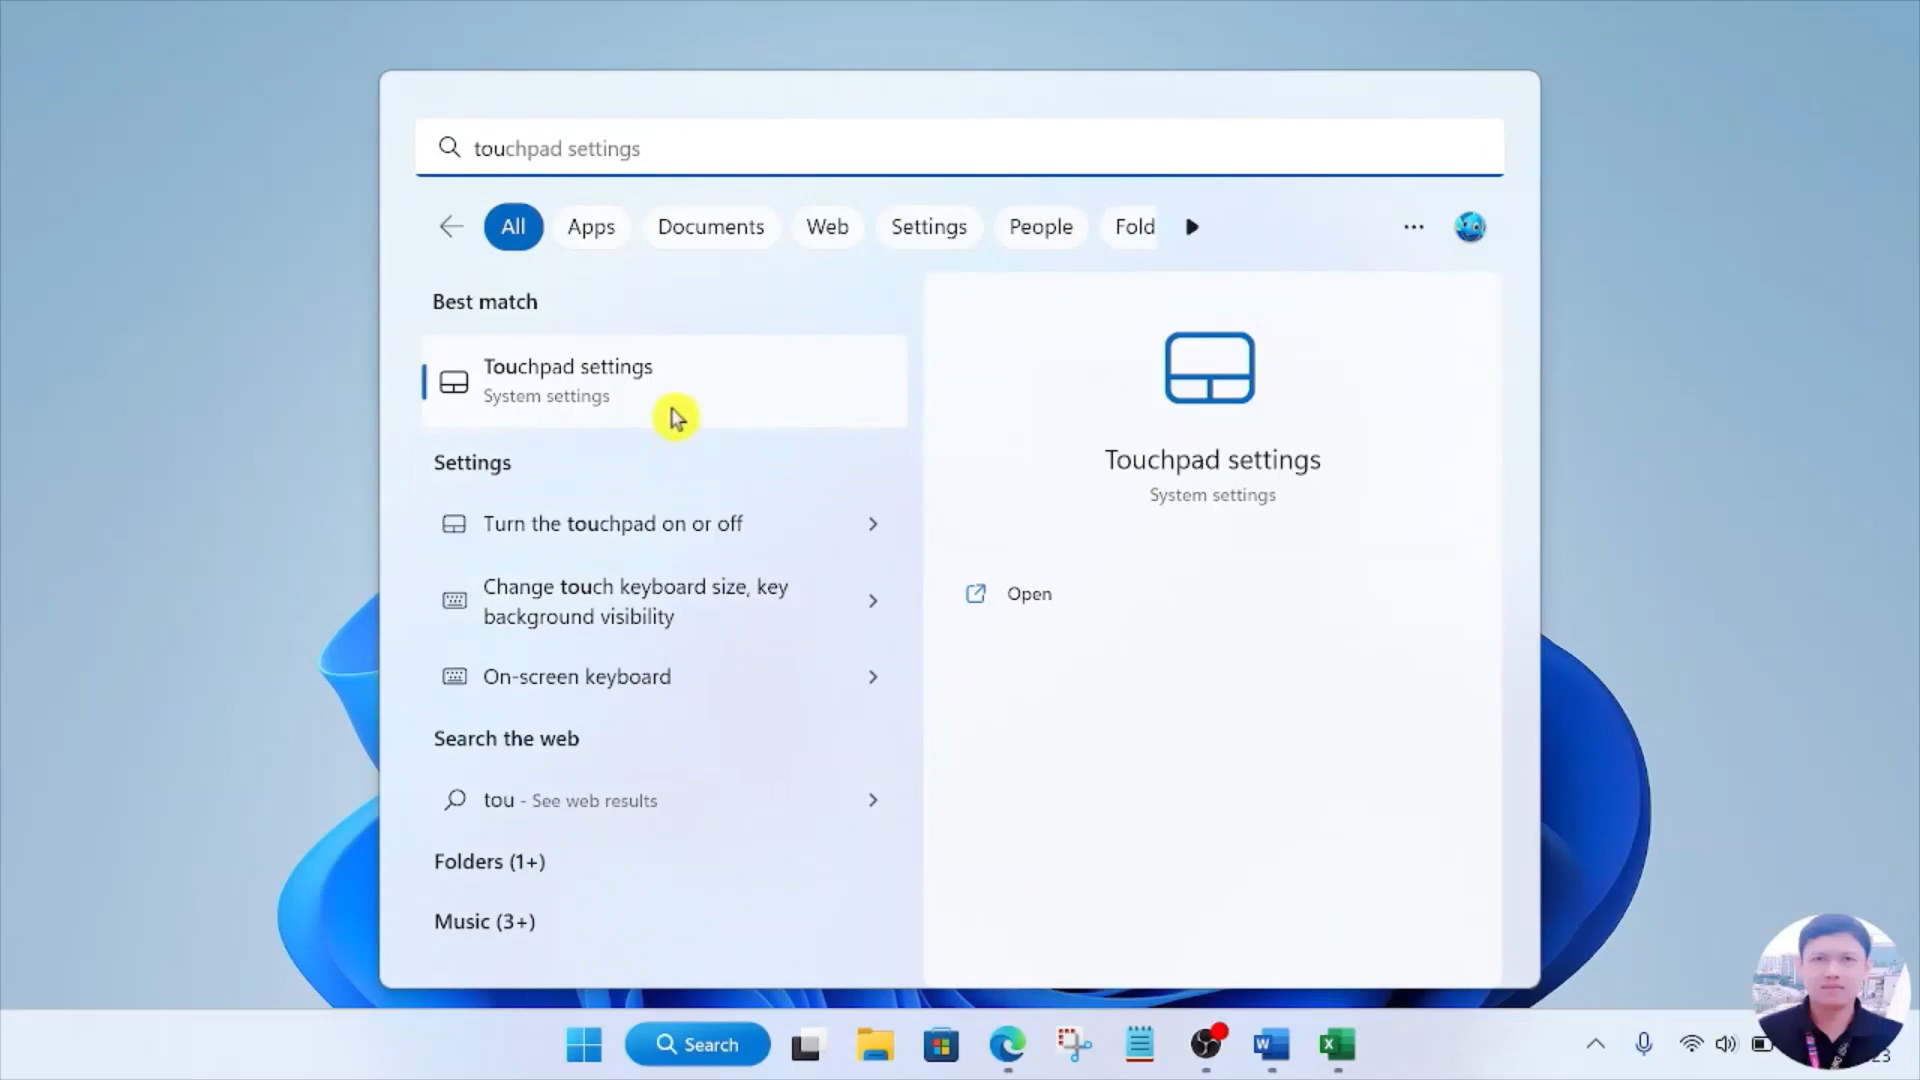 touchpad settings
All Apps Documents Web Settings People Fold
Best match
Touchpad settings
System settings
Settings
Turn the touchpad on or off
Change touch keyboard size, key
background visibility
On-screen keyboard
Search the web
tou - See web results
Folders (1+)
Music (3+)
Touchpad settings
System settings
Open
Search
W
X
23